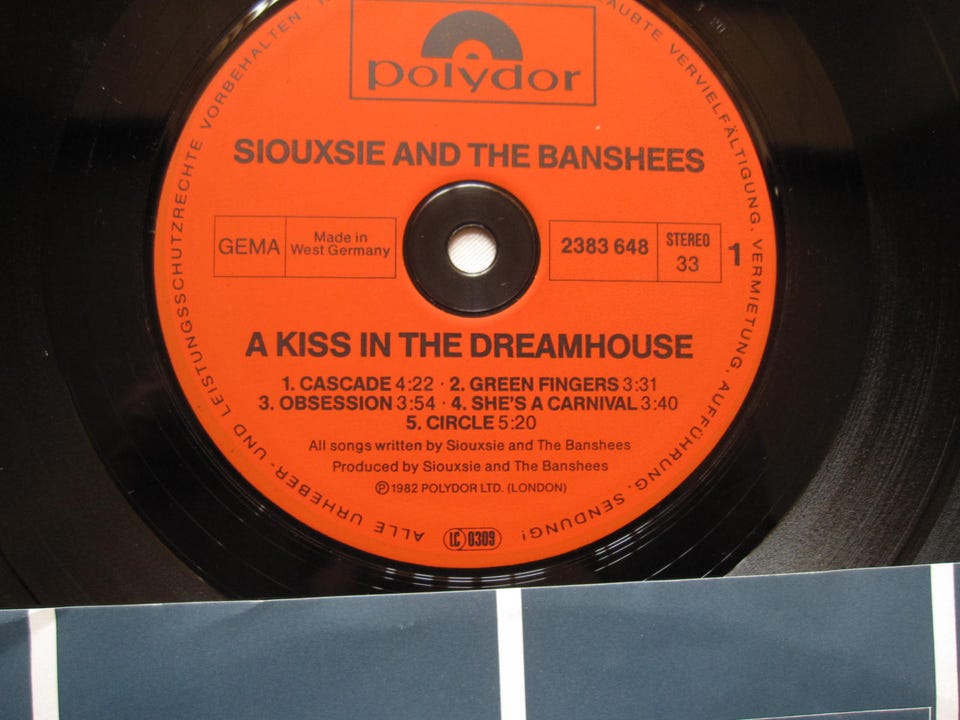 polydor
SIOUXSIE AND THE BANSHEES
GEMA
Made in
West Germany
2383 648
STEREO
33
1
A KISS IN THE DREAMHOUSE
1. CASCADE 4:22 · 2. GREEN FINGERS 3:31
3. OBSESSION 3:54 · 4. SHE'S A CARNIVAL 3:40
5. CIRCLE 5:20
All songs written by Siouxsie and The Banshees
Produced by Siouxsie and The Banshees
Ⓟ 1982 POLYDOR LTD. (LONDON)
LC 0309
ALLE URHEBER- UND LEISTUNGSSCHUTZRECHTE VORBEHALTEN
VERVIELFÄLTIGUNG, VERMIETUNG, AUFFÜHRUNG, SENDUNG!